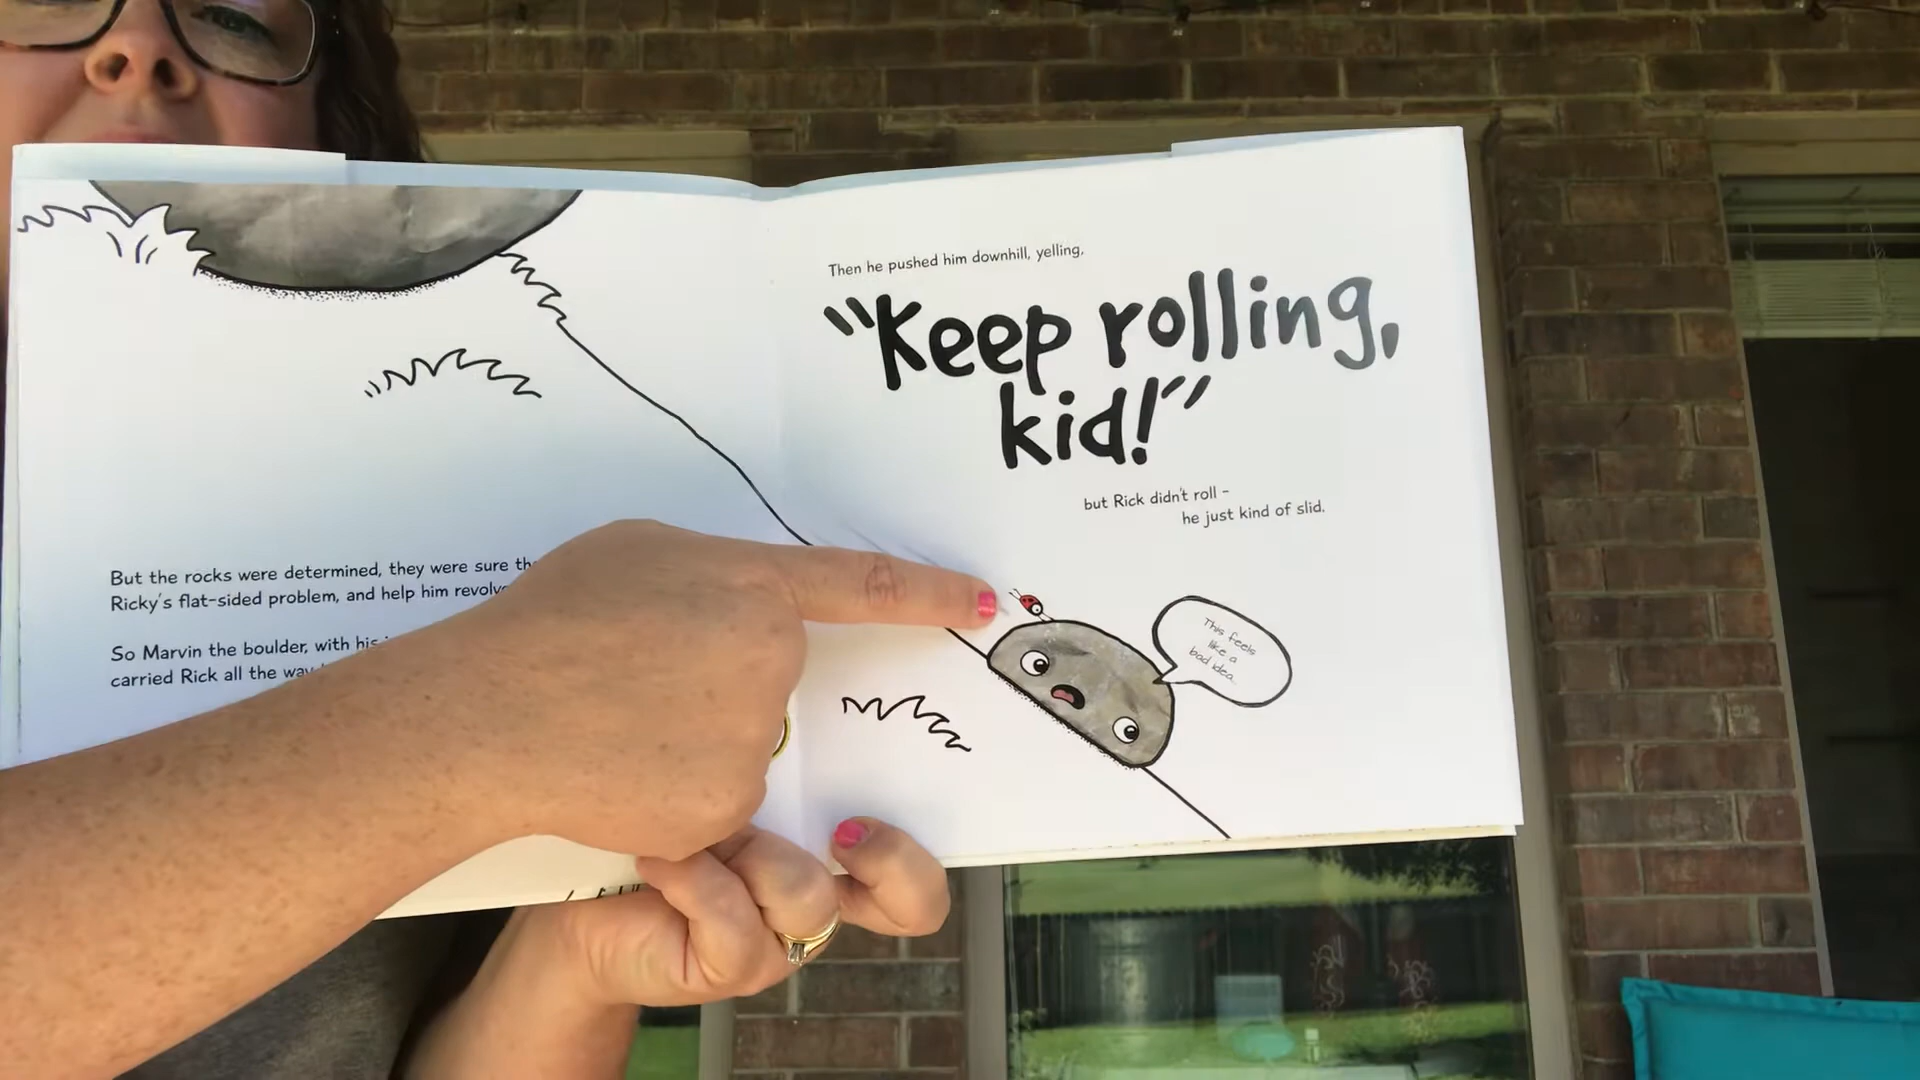 But the rocks were determined, they were sure
Ricky's flat-sided problem, and help him
So Marvin the boulder, with his
carried Rick all the way
Then he pushed him downhill, yelling,
"Keep rolling,
kid!"
but Rick didn't roll -
he just kind of slid.
This feels
like a
bad idea.